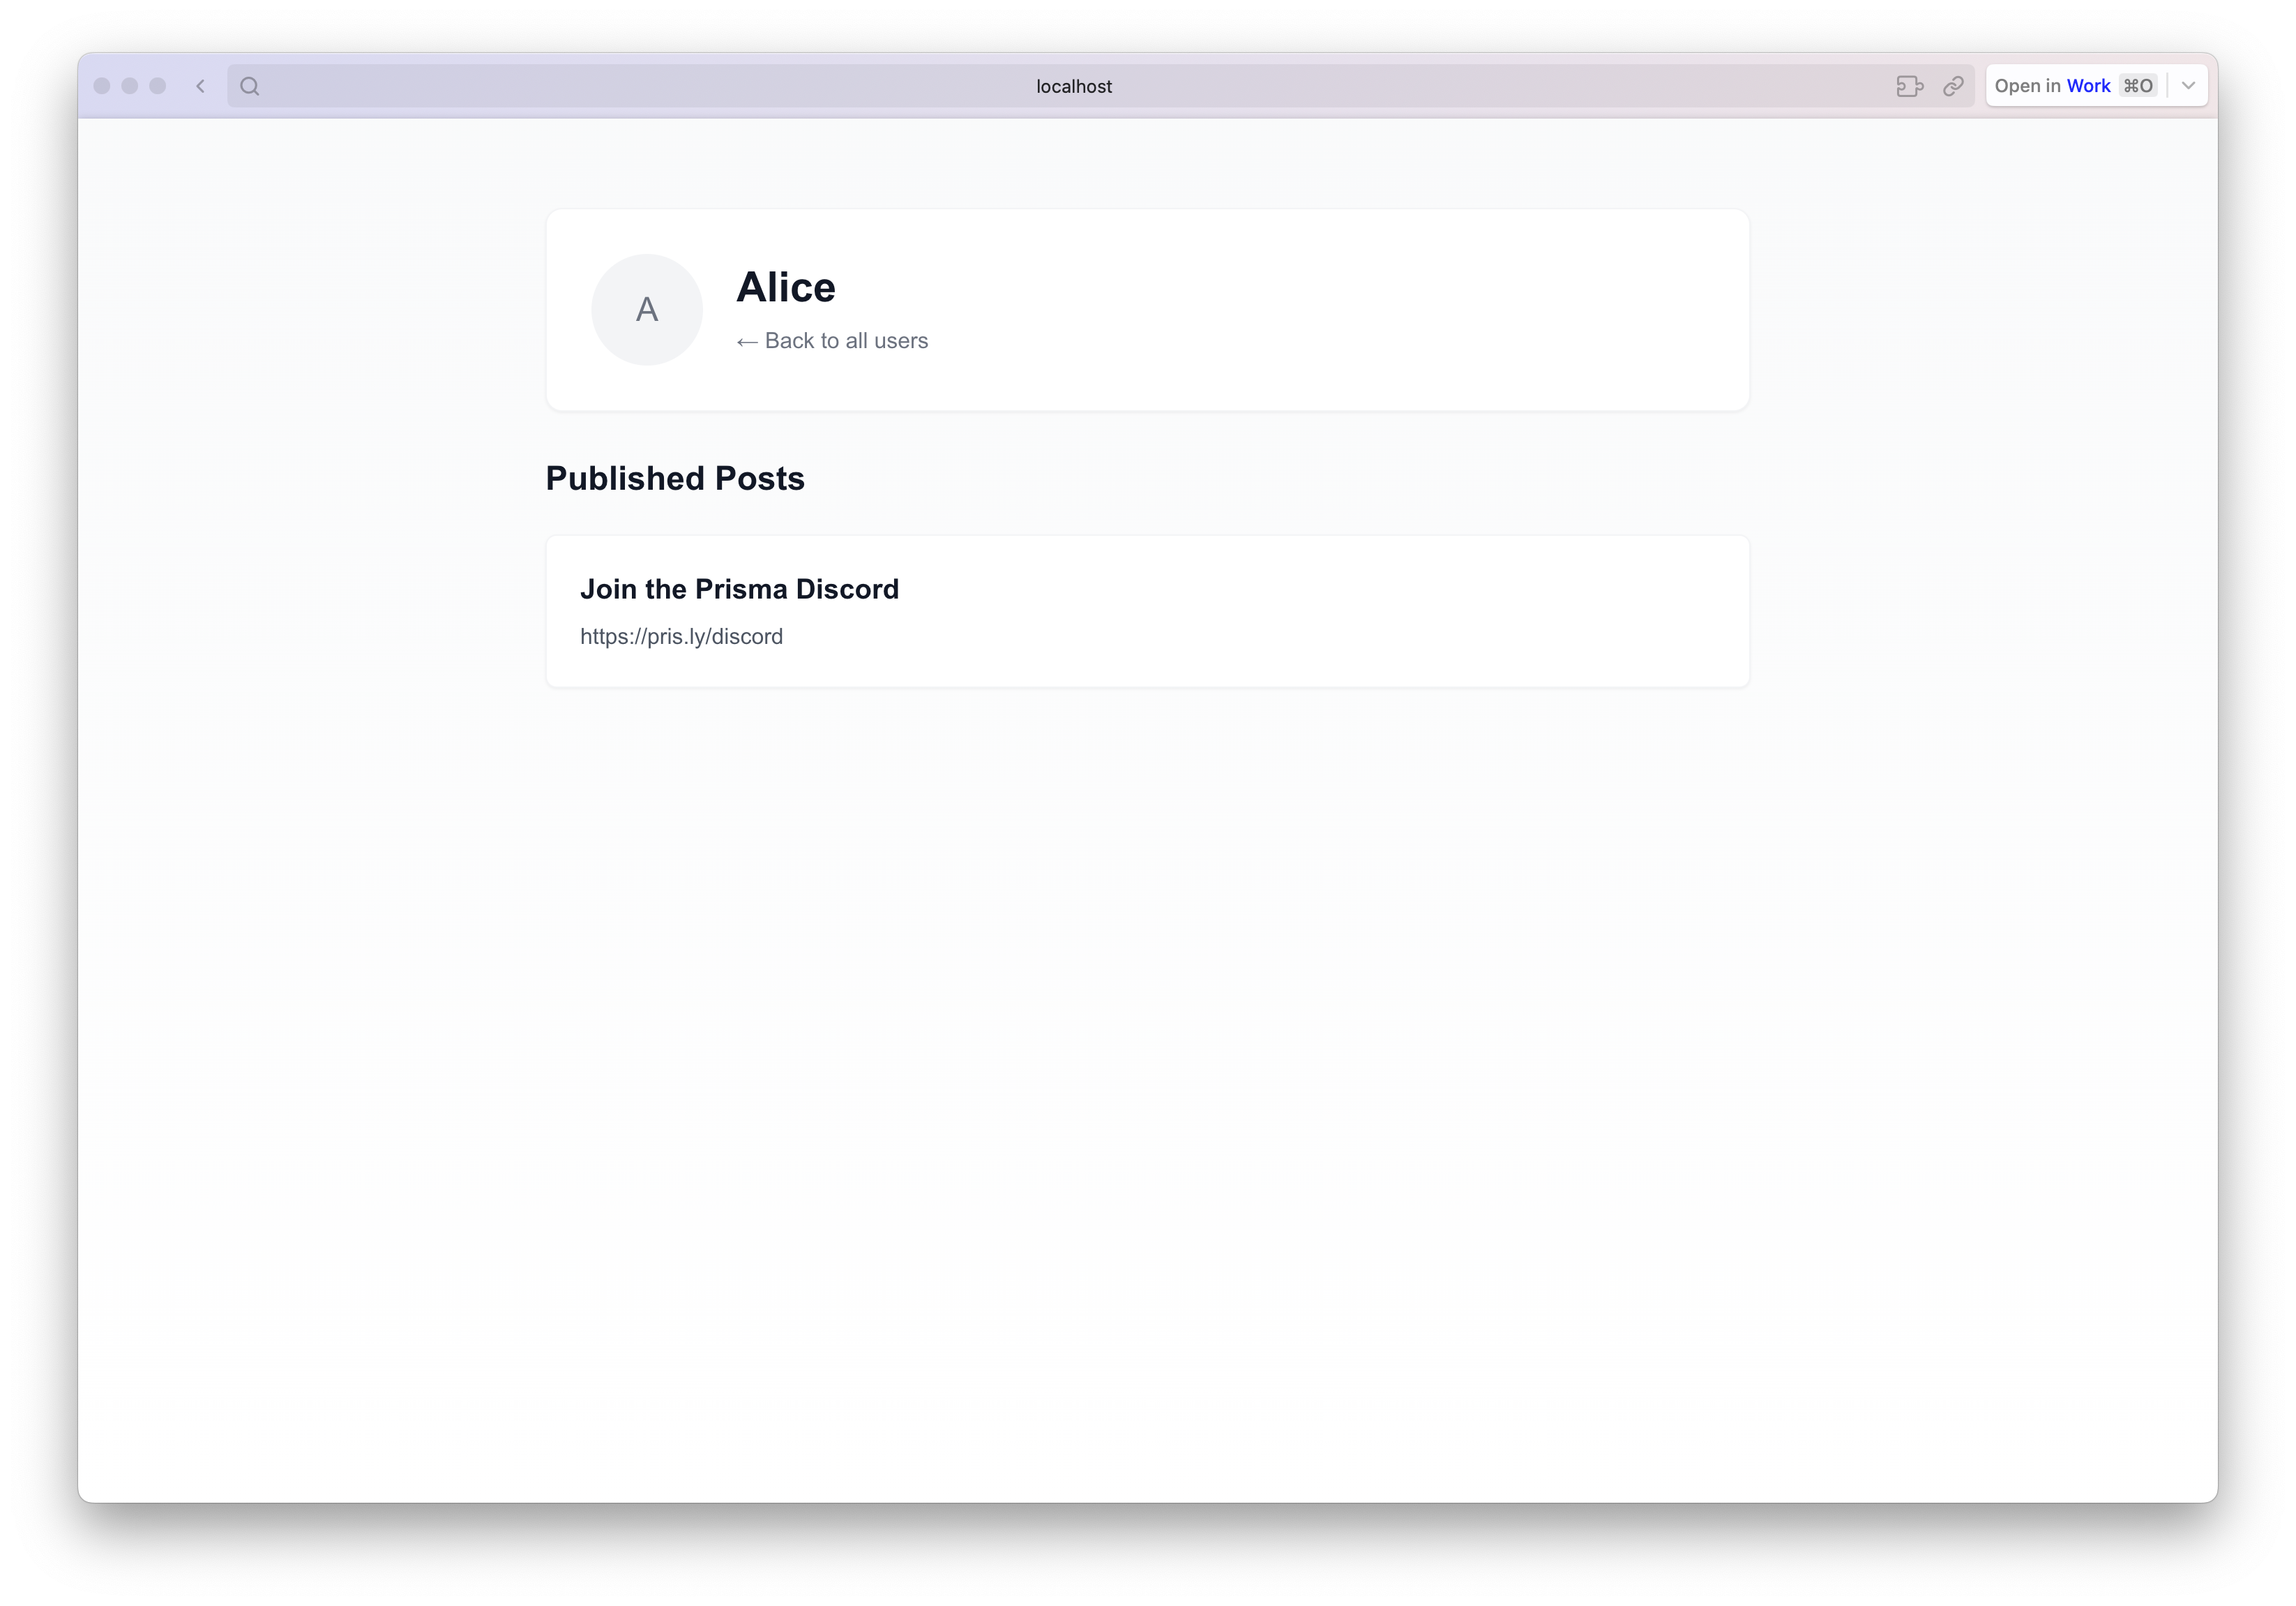 localhost
Open in Work ⌘O
A
Alice
← Back to all users
Published Posts
Join the Prisma Discord
https://pris.ly/discord